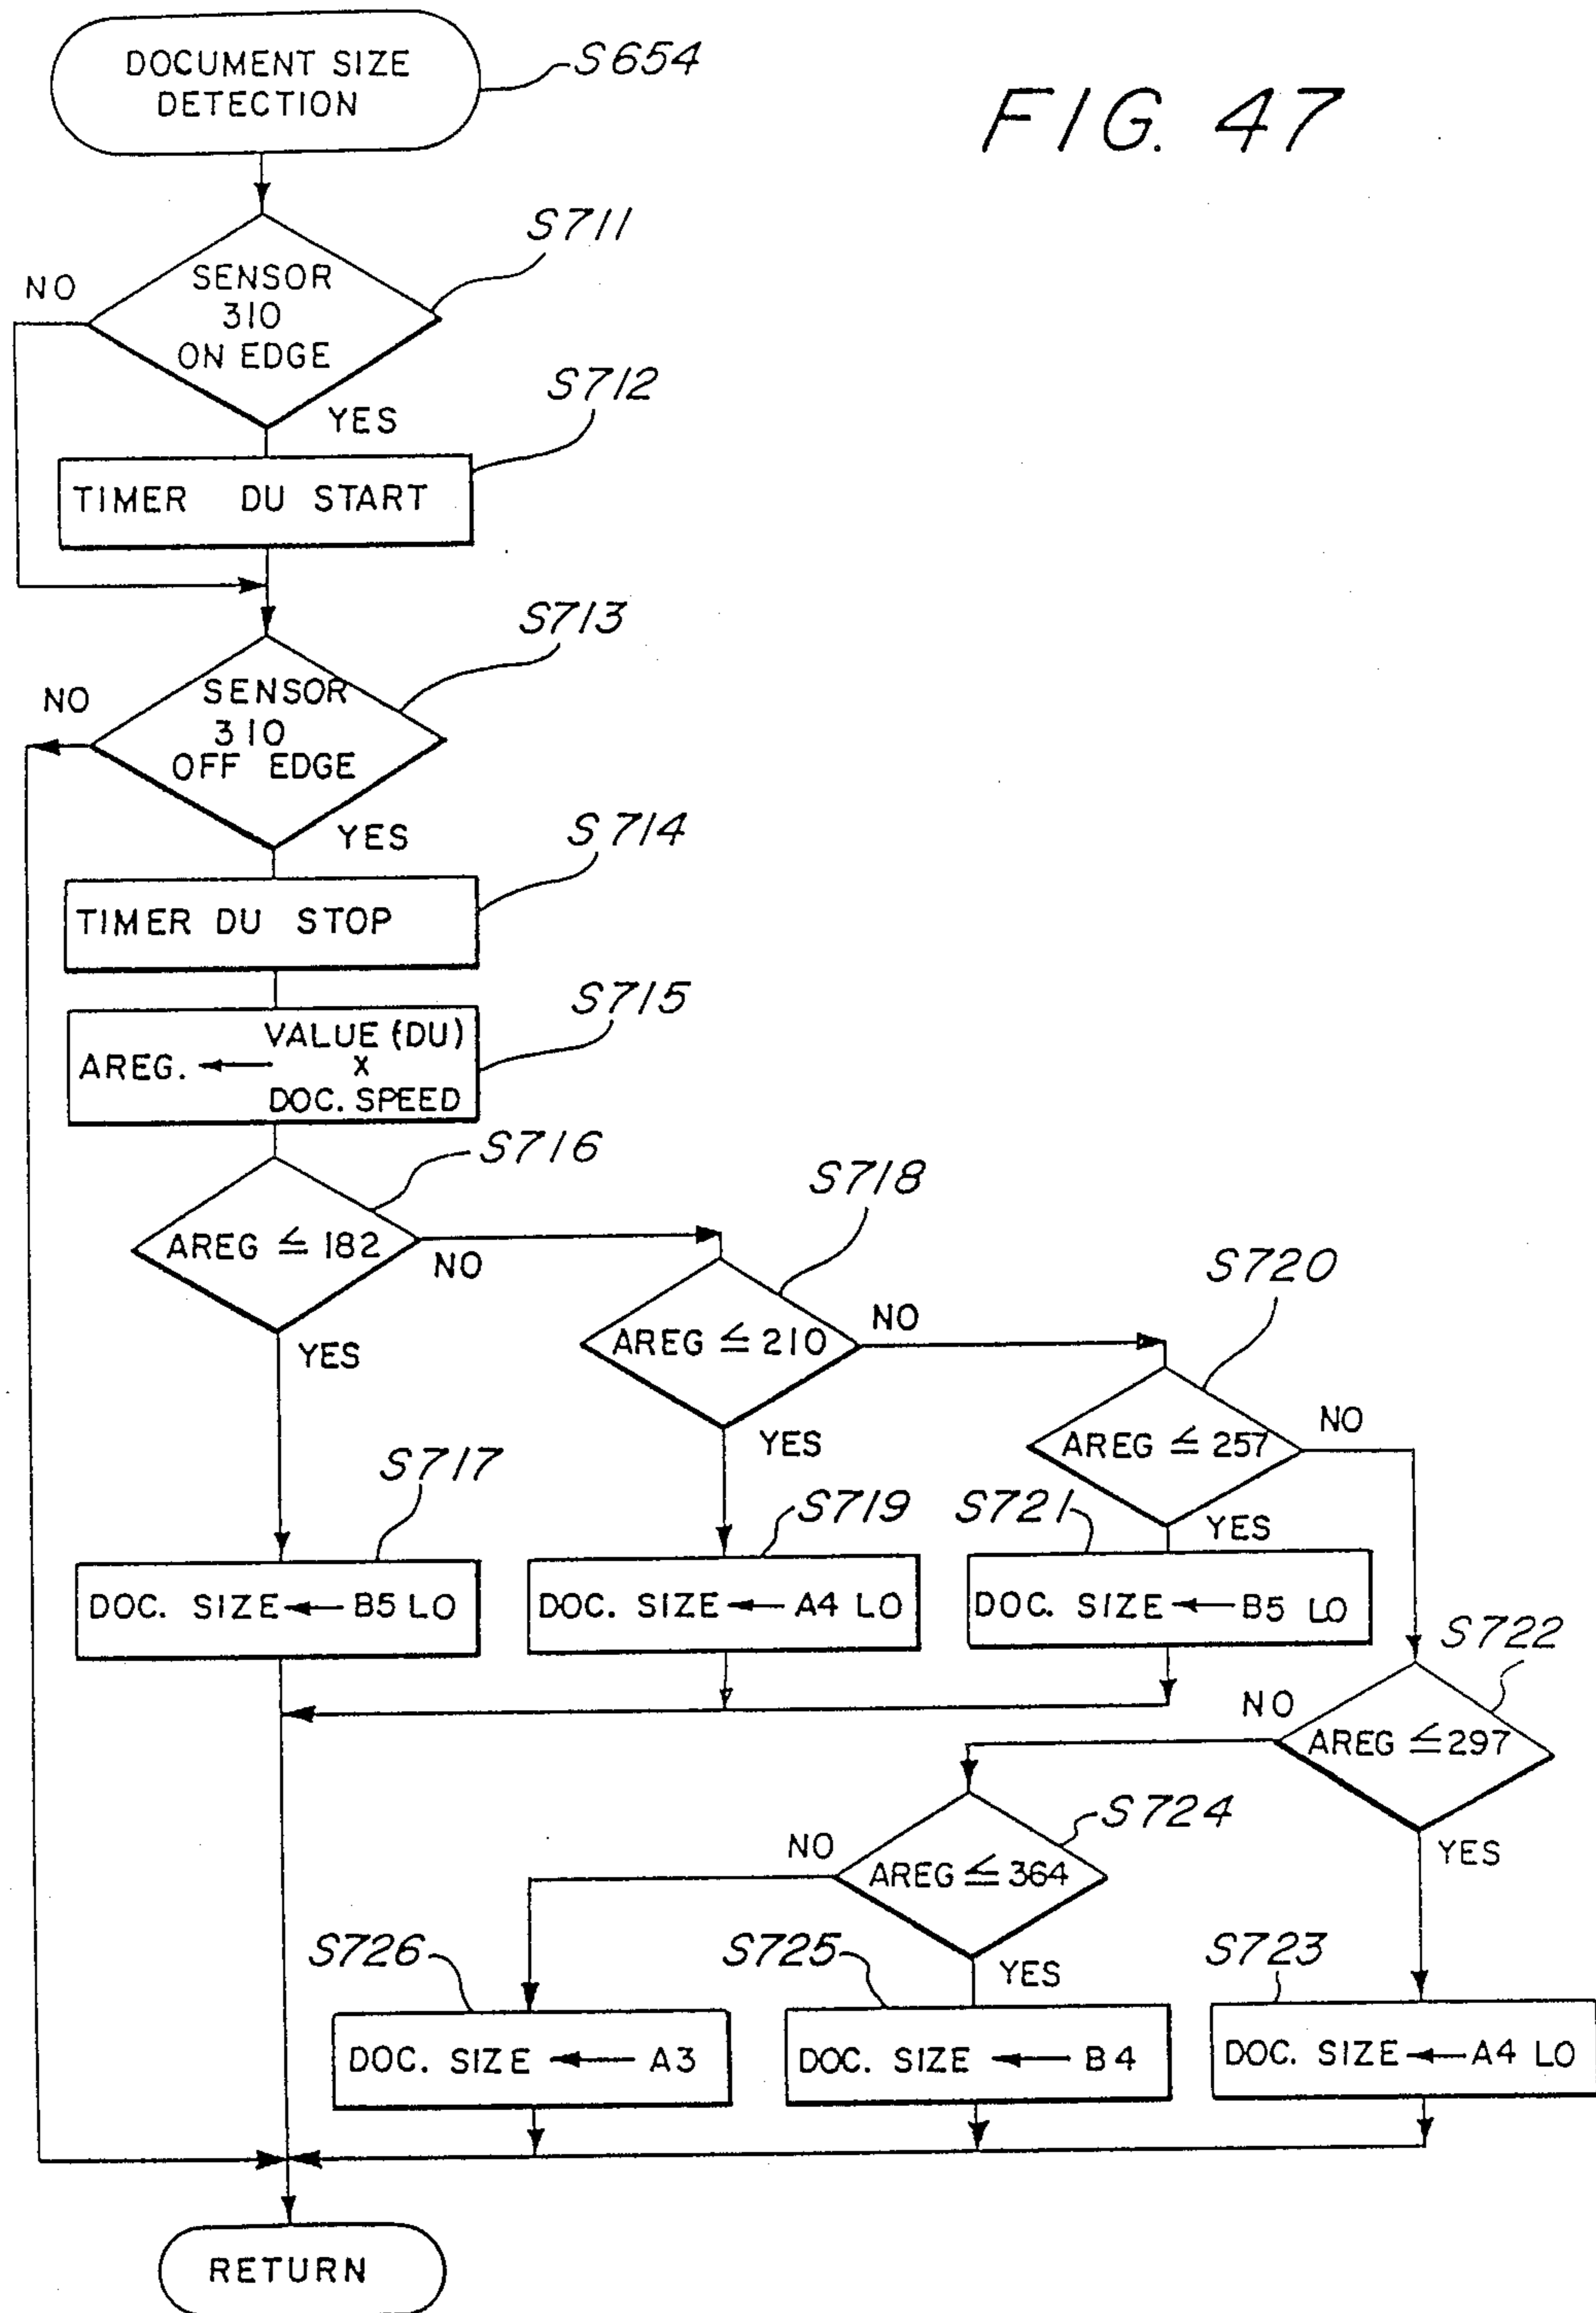 FIG. 47
DOCUMENT SIZE
DETECTION
S654
S711
SENSOR
310
ON EDGE
NO
YES
S712
TIMER DU START
S713
SENSOR
310
OFF EDGE
NO
YES
S714
TIMER DU STOP
S715
AREG. ← VALUE (DU)
X
DOC. SPEED
S716
AREG ≦ 182
NO
YES
S718
AREG ≦ 210
NO
YES
S720
AREG ≦ 257
NO
YES
S717
DOC. SIZE ← B5 LO
S719
DOC. SIZE ← A4 LO
S721
DOC. SIZE ← B5 LO
S722
AREG ≦ 297
NO
YES
S724
AREG ≦ 364
NO
YES
S726
DOC. SIZE ← A3
S725
DOC. SIZE ← B4
S723
DOC. SIZE ← A4 LO
RETURN